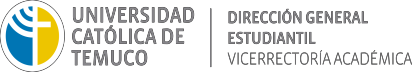 UNIVERSIDAD
CATÓLICA DE
TEMUCO
DIRECCIÓN GENERAL
ESTUDIANTIL
VICERRECTORÍA ACADÉMICA